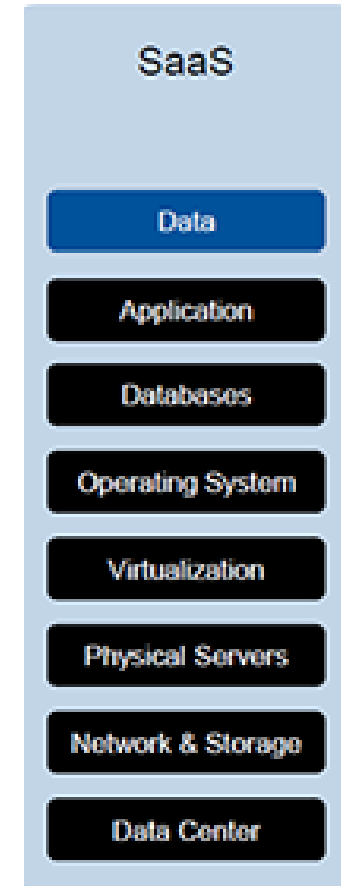 SaaS
Data
Application
Databases
Operating System
Virtualization
Physical Servers
Network & Storage
Data Center